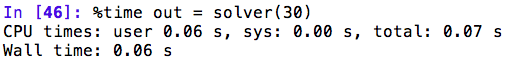 In [46]: %time out = solver(30)
CPU times: user 0.06 s, sys: 0.00 s, total: 0.07 s
Wall time: 0.06 s